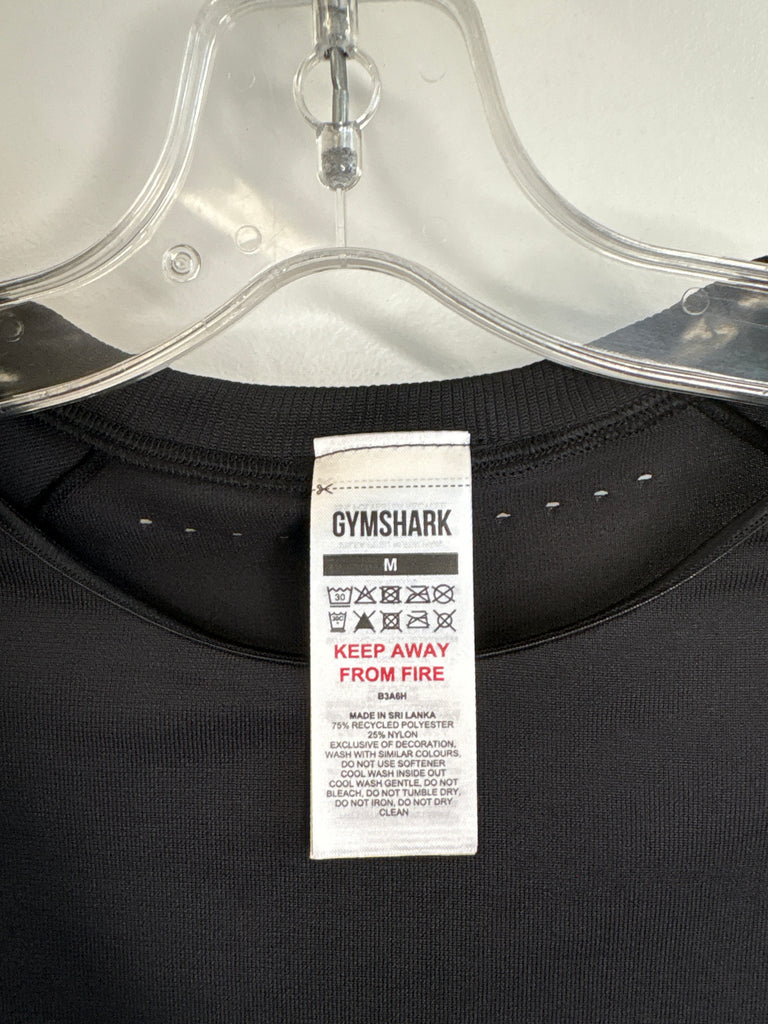 GYMSHARK
M
30
KEEP AWAY
FROM FIRE
B3A6H
MADE IN SRI LANKA
75% RECYCLED POLYESTER
25% NYLON
EXCLUSIVE OF DECORATION,
WASH WITH SIMILAR COLOURS,
DO NOT USE SOFTENER
COOL WASH INSIDE OUT
COOL WASH GENTLE, DO NOT
BLEACH, DO NOT TUMBLE DRY,
DO NOT IRON, DO NOT DRY
CLEAN